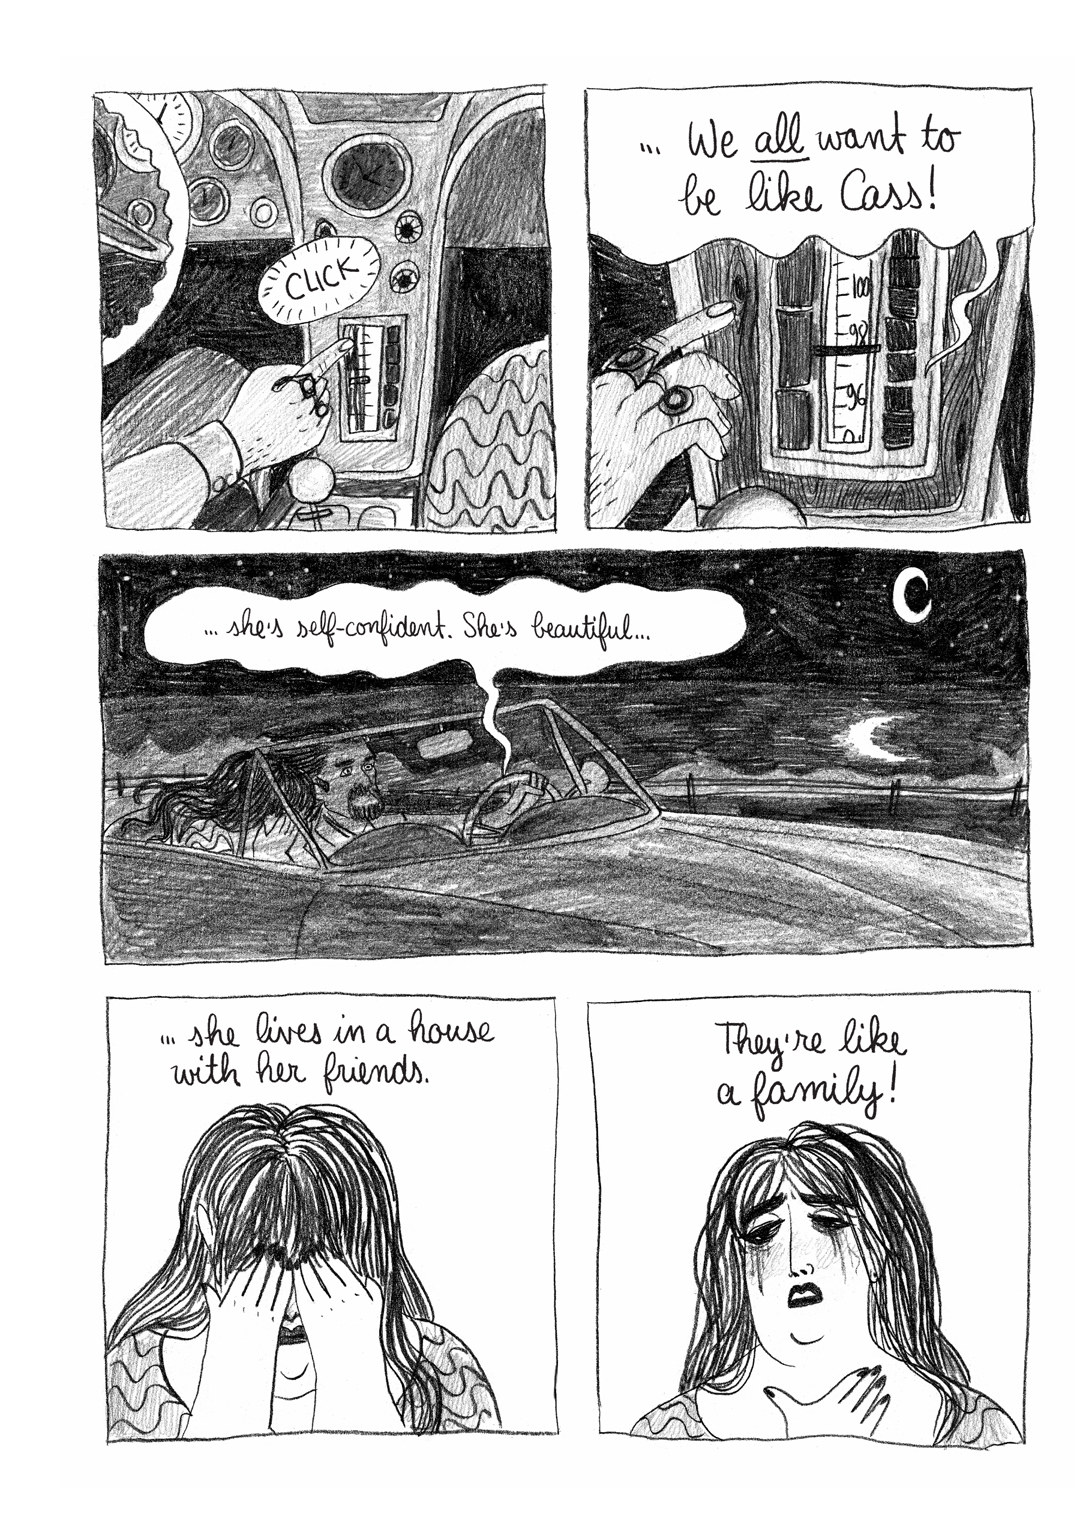 CLICK
... We all want to
be like Cass!
100
98
96
... she's self-confident. She's beautiful...
... she lives in a house
with her friends.
They're like
a family!